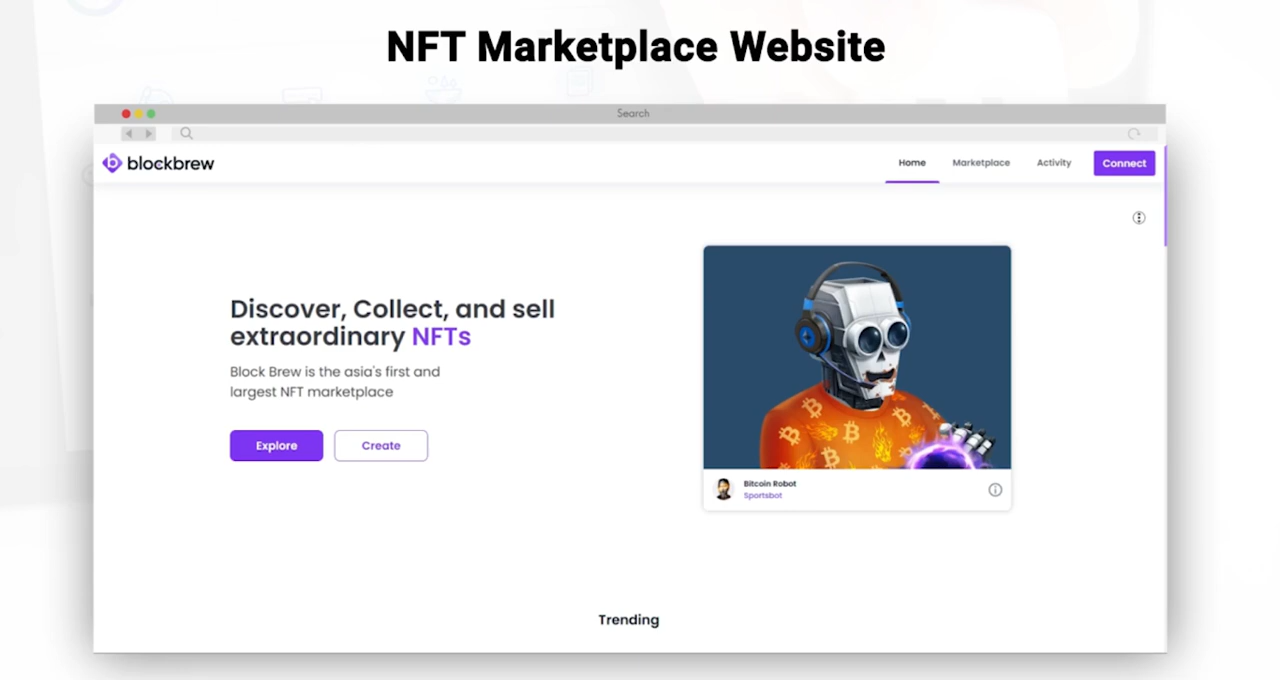 NFT Marketplace Website
Search
blockbrew
Home
Marketplace
Activity
Connect
Discover, Collect, and sell
extraordinary NFTs
Block Brew is the asia's first and
largest NFT marketplace
Explore
Create
Bitcoin Robot
Sportsbot
Trending